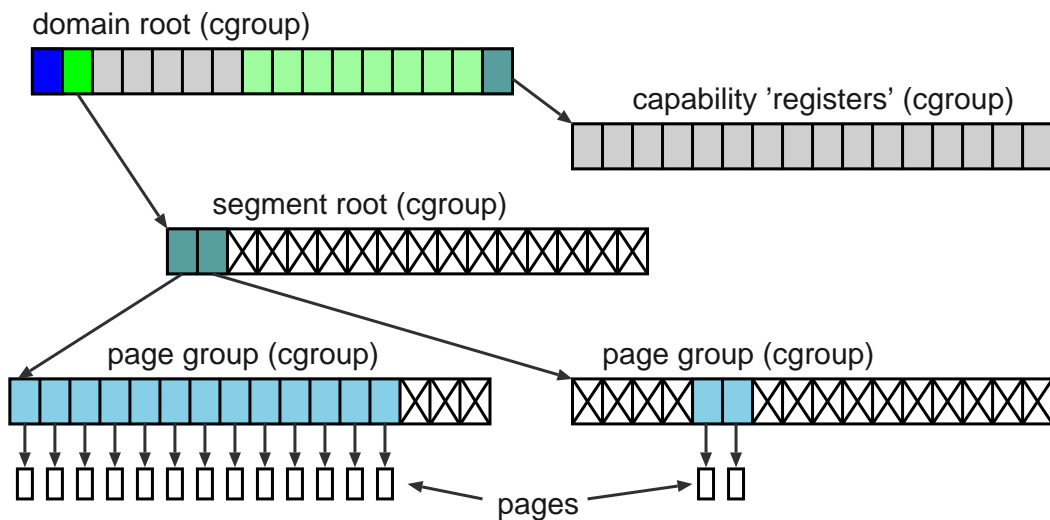 domain root (cgroup)
capability 'registers' (cgroup)
segment root (cgroup)
page group (cgroup)
page group (cgroup)
pages